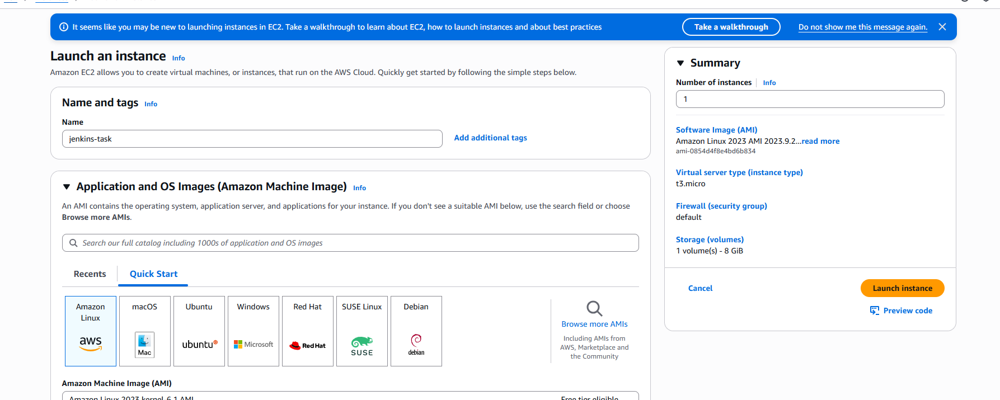 It seems like you may be new to launching instances in EC2. Take a walkthrough to learn about EC2, how to launch instances and about best practices
Take a walkthrough
Do not show me this message again.
Launch an instance Info
Amazon EC2 allows you to create virtual machines, or instances, that run on the AWS Cloud. Quickly get started by following the simple steps below.
Name and tags Info
Name
jenkins-task
Add additional tags
Application and OS Images (Amazon Machine Image) Info
An AMI contains the operating system, application server, and applications for your instance. If you don't see a suitable AMI below, use the search field or choose
Browse more AMIs.
Search our full catalog including 1000s of application and OS images
Recents
Quick Start
Amazon
Linux
aws
macOS
Mac
Ubuntu
ubuntu
Windows
Microsoft
Red Hat
Red Hat
SUSE Linux
SUSE
Debian
debian
Browse more AMIs
Including AMIs from
AWS, Marketplace and
the Community
Amazon Machine Image (AMI)
Amazon Linux 2023 kernel-6.1 AMI
Free tier eligible
Summary
Number of instances Info
1
Software Image (AMI)
Amazon Linux 2023 AMI 2023.9.2...read more
ami-0854d4f8e4bd6b834
Virtual server type (instance type)
t3.micro
Firewall (security group)
default
Storage (volumes)
1 volume(s) - 8 GiB
Cancel
Launch instance
Preview code